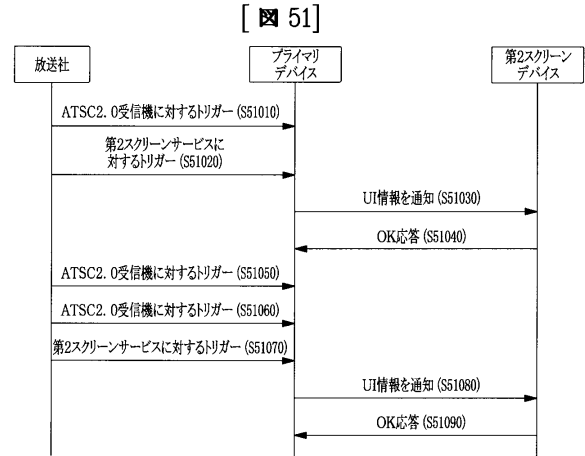 [図 51]
放送社
プライマリ
デバイス
第2スクリーン
デバイス
ATSC2.0受信機に対するトリガー(S51010)
第2スクリーンサービスに
対するトリガー(S51020)
UI情報を通知(S51030)
OK応答(S51040)
ATSC2.0受信機に対するトリガー(S51050)
ATSC2.0受信機に対するトリガー(S51060)
第2スクリーンサービスに対するトリガー(S51070)
UI情報を通知(S51080)
OK応答(S51090)